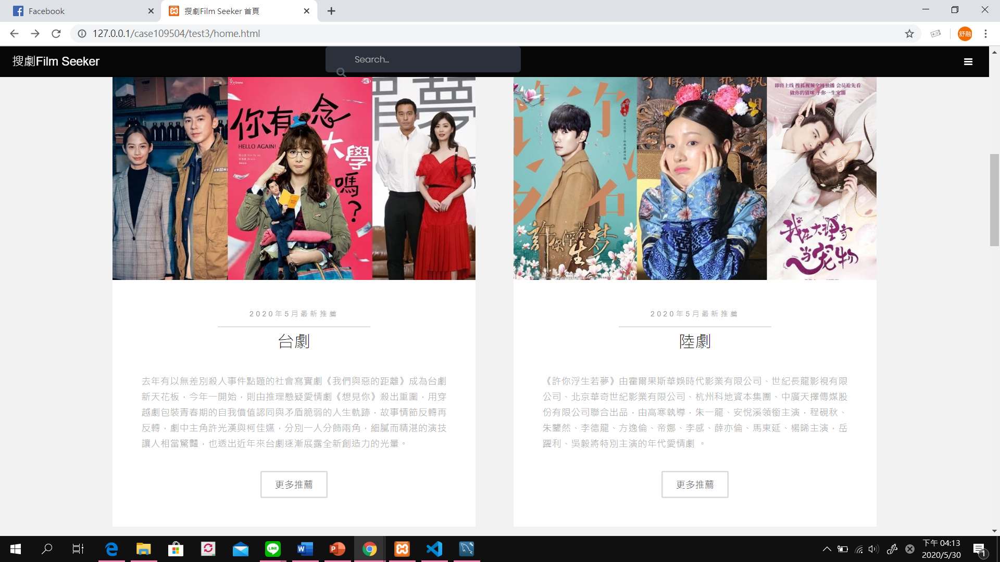 Facebook
搜劇Film Seeker 首頁
127.0.0.1/case109504/test3/home.html
舒融
搜劇Film Seeker
Search...
Q Drama
SET
你有念大學嗎?
HELLO AGAIN!
罪夢
許你浮生若梦
即将上线 搜狐视频全网独播 会员抢先看
做你的猫咪 予你一生宠溺
我在大理寺
当宠物
2020年5月最新推薦
台劇
去年有以無差別殺人事件點題的社會寫實劇《我們與惡的距離》成為台劇
新天花板，今年一開始，則由推理懸疑愛情劇《想見你》殺出重圍，用穿
越劇包裝青春期的自我價值認同與矛盾脆弱的人生軌跡，故事情節反轉再
反轉，劇中主角許光漢與柯佳嬿，分別一人分飾兩角，細膩而精湛的演技
讓人相當驚豔，也透出近年來台劇逐漸展露全新創造力的光暈。
更多推薦
2020年5月最新推薦
陸劇
《許你浮生若夢》由霍爾果斯華娛時代影業有限公司、世紀長龍影視有限
公司、北京華奇世紀影業有限公司、杭州科地資本集團、中廣天擇傳媒股
份有限公司聯合出品，由高寒執導，朱一龍、安悅溪領銜主演，程硯秋、
朱鑒然、李德龍、方逸倫、帝娜、李感、薛亦倫、馬東延、楊晞主演，岳
躍利、吳毅將特別主演的年代愛情劇 。
更多推薦
下午 04:13
2020/5/30
1